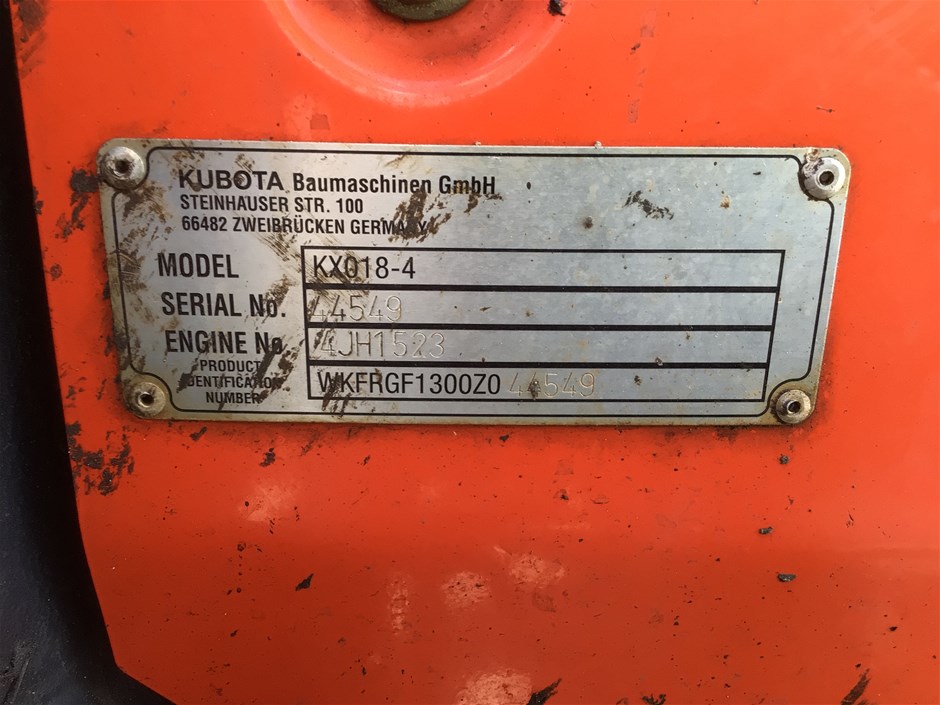 KUBOTA Baumaschinen GmbH
STEINHAUSER STR. 100
66482 ZWEIBRÜCKEN GERMANY
MODEL KX018-4
SERIAL No. 44549
ENGINE No. 4JH1523
PRODUCT
IDENTIFICATION
NUMBER
WKFRGF1300Z044549